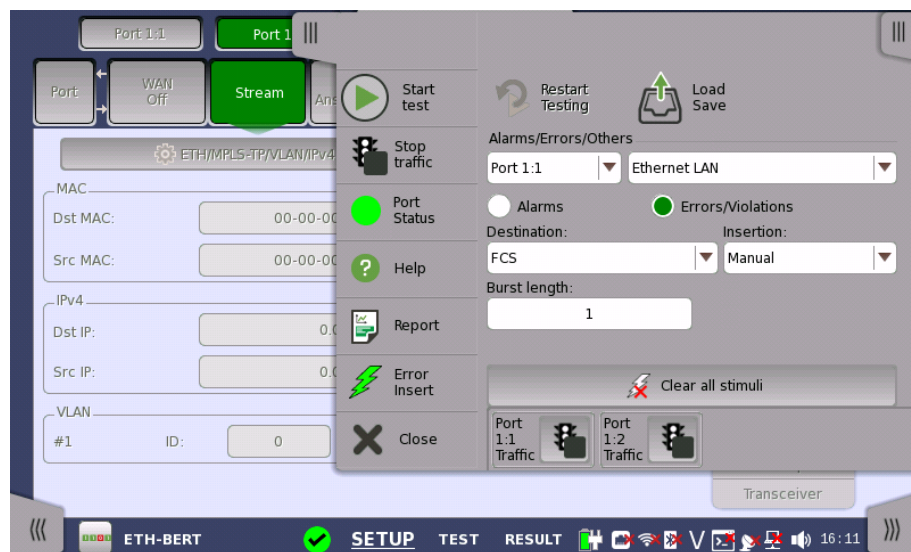 Port 1:1
Port 1
Port
WAN
Off
Stream
ETH/MPLS-TP/VLAN/IPv4
MAC
Dst MAC:
00-00-00
Src MAC:
00-00-00
IPv4
Dst IP:
0.0
Src IP:
0.0
VLAN
#1
ID:
0
Start
test
Stop
traffic
Port
Status
Help
Report
Error
Insert
Close
Restart
Testing
Load
Save
Alarms/Errors/Others
Port 1:1
Ethernet LAN
Alarms
Errors/Violations
Destination:
Insertion:
FCS
Manual
Burst length:
1
Clear all stimuli
Port
1:1
Traffic
Port
1:2
Traffic
Transceiver
ETH-BERT
SETUP
TEST
RESULT
V
16:11